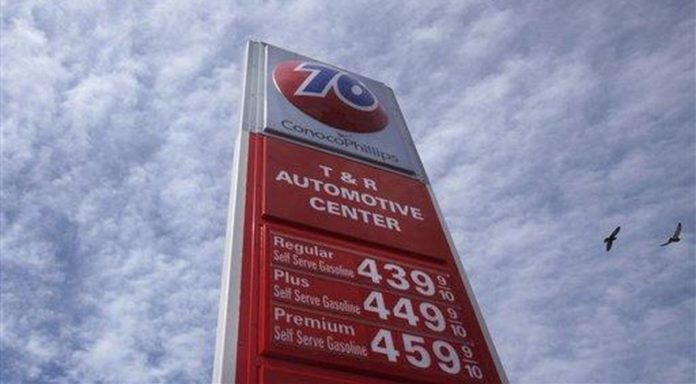 76
ConocoPhillips
T & R
AUTOMOTIVE
CENTER
Regular
Self Serve Gasoline 439 9/10
Plus
Self Serve Gasoline 449 9/10
Premium
Self Serve Gasoline 459 9/10